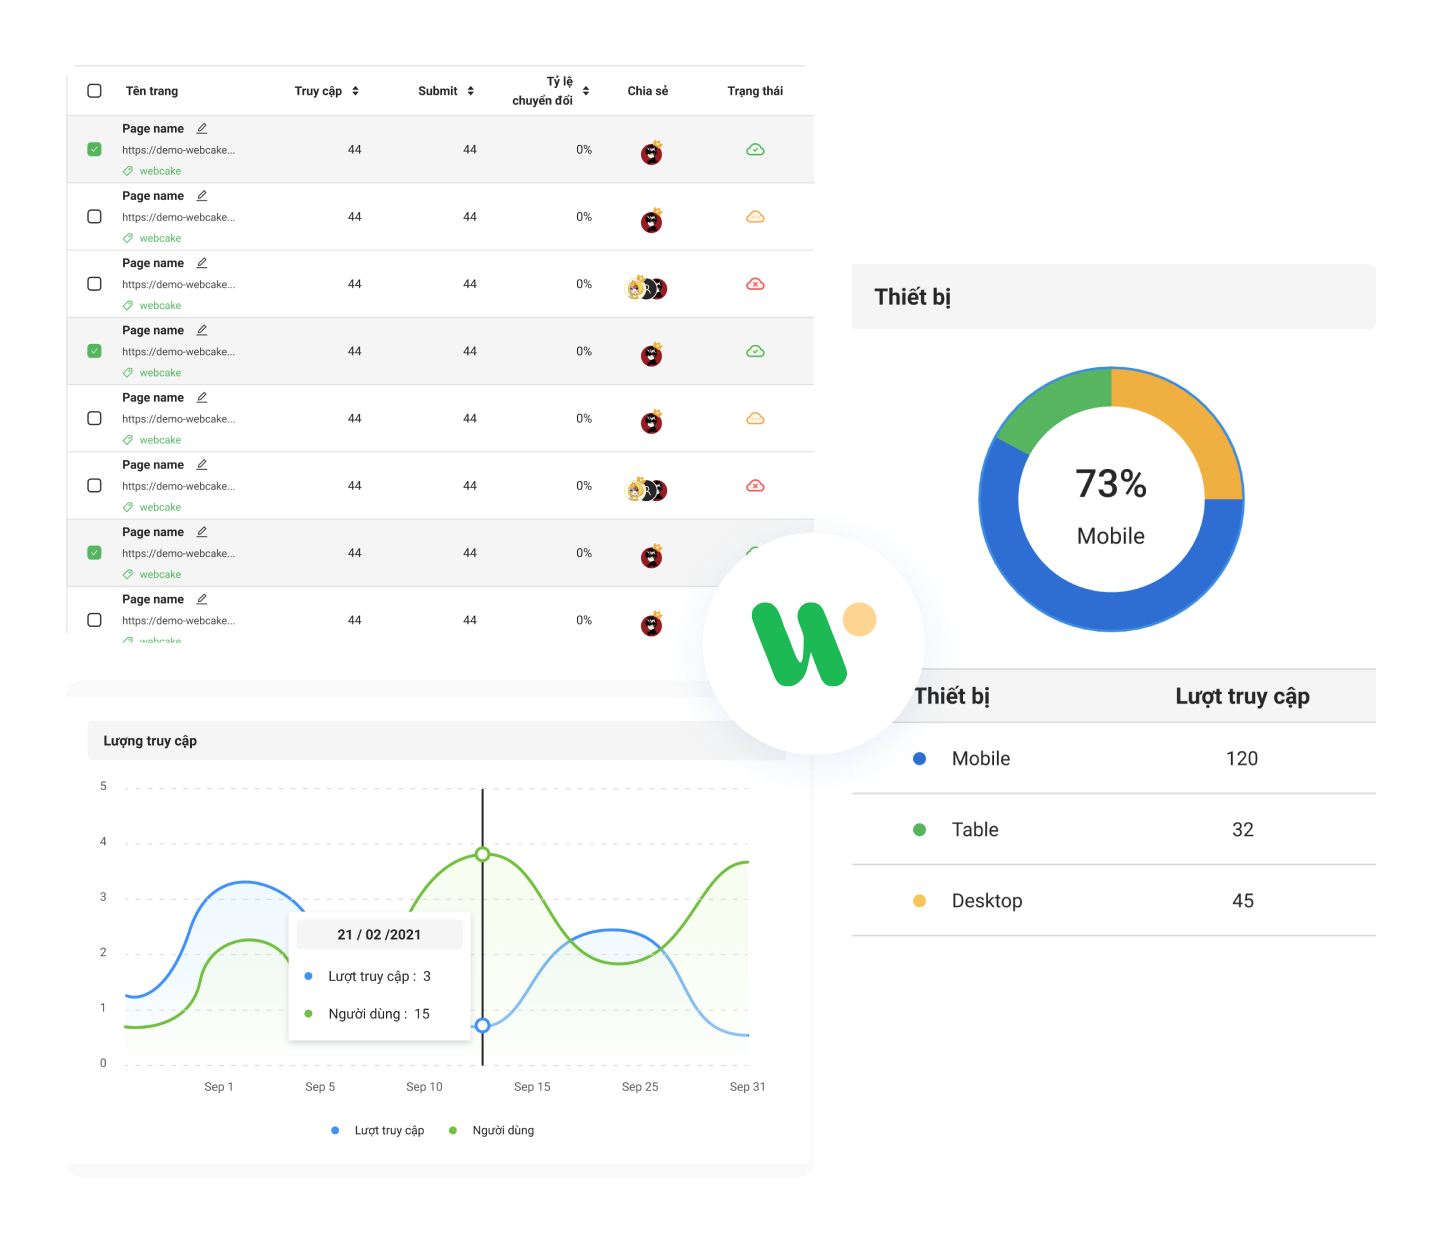 Tên trang Truy cập Submit Tỷ lệ chuyển đổi Chia sẻ Trạng thái
Page name
https://demo-webcake... 44 44 0%
webcake
Page name
https://demo-webcake... 44 44 0%
webcake
Page name
https://demo-webcake... 44 44 0%
webcake
Page name
https://demo-webcake... 44 44 0%
webcake
Page name
https://demo-webcake... 44 44 0%
webcake
Page name
https://demo-webcake... 44 44 0%
webcake
Page name
https://demo-webcake... 44 44 0%
webcake
Page name
https://demo-webcake... 44 44 0%
webcake
Lượng truy cập
5
4
3
2
1
0
21 / 02 /2021
Lượt truy cập : 3
Người dùng : 15
Sep 1 Sep 5 Sep 10 Sep 15 Sep 25 Sep 31
Lượt truy cập Người dùng
Thiết bị
73%
Mobile
Thiết bị Lượt truy cập
Mobile 120
Table 32
Desktop 45